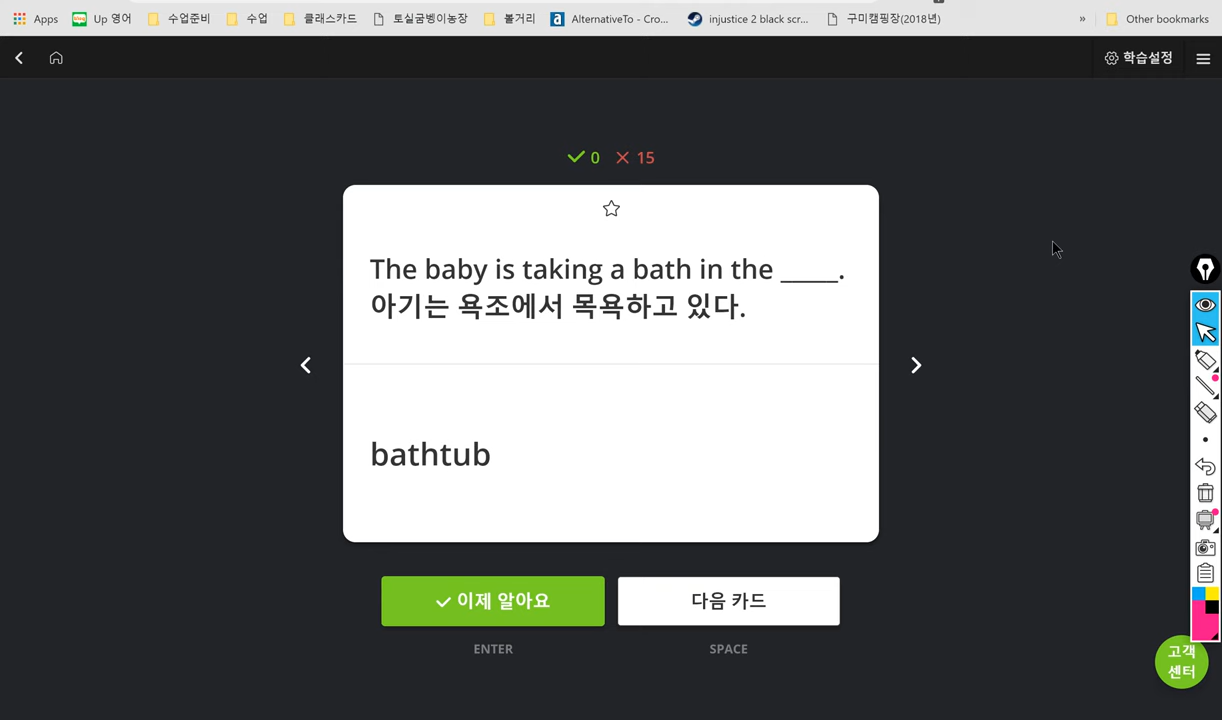 Apps Up 영어 수업준비 수업 클래스카드 토실굼벵이농장 볼거리 AlternativeTo - Cro... injustice 2 black scr... 구미캠핑장(2018년) » Other bookmarks
학습설정
0 15
The baby is taking a bath in the _____.
아기는 욕조에서 목욕하고 있다.
bathtub
이제 알아요 다음 카드
ENTER SPACE
고객
센터